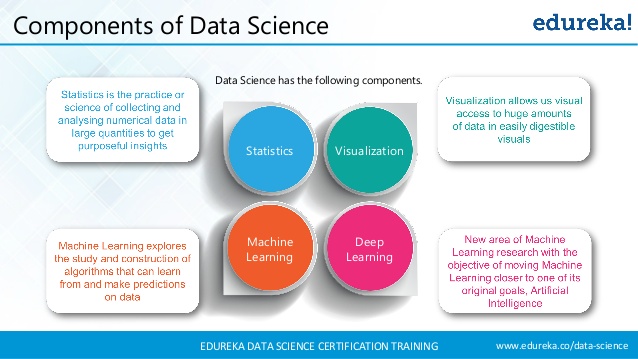 Components of Data Science
edureka!
Data Science has the following components.
Statistics is the practice or
science of collecting and
analysing numerical data in
large quantities to get
purposeful insights
Visualization allows us visual
access to huge amounts
of data in easily digestible
visuals
Statistics
Visualization
Machine
Learning
Deep
Learning
Machine Learning explores
the study and construction of
algorithms that can learn
from and make predictions
on data
New area of Machine
Learning research with the
objective of moving Machine
Learning closer to one of its
original goals, Artificial
Intelligence
EDUREKA DATA SCIENCE CERTIFICATION TRAINING
www.edureka.co/data-science